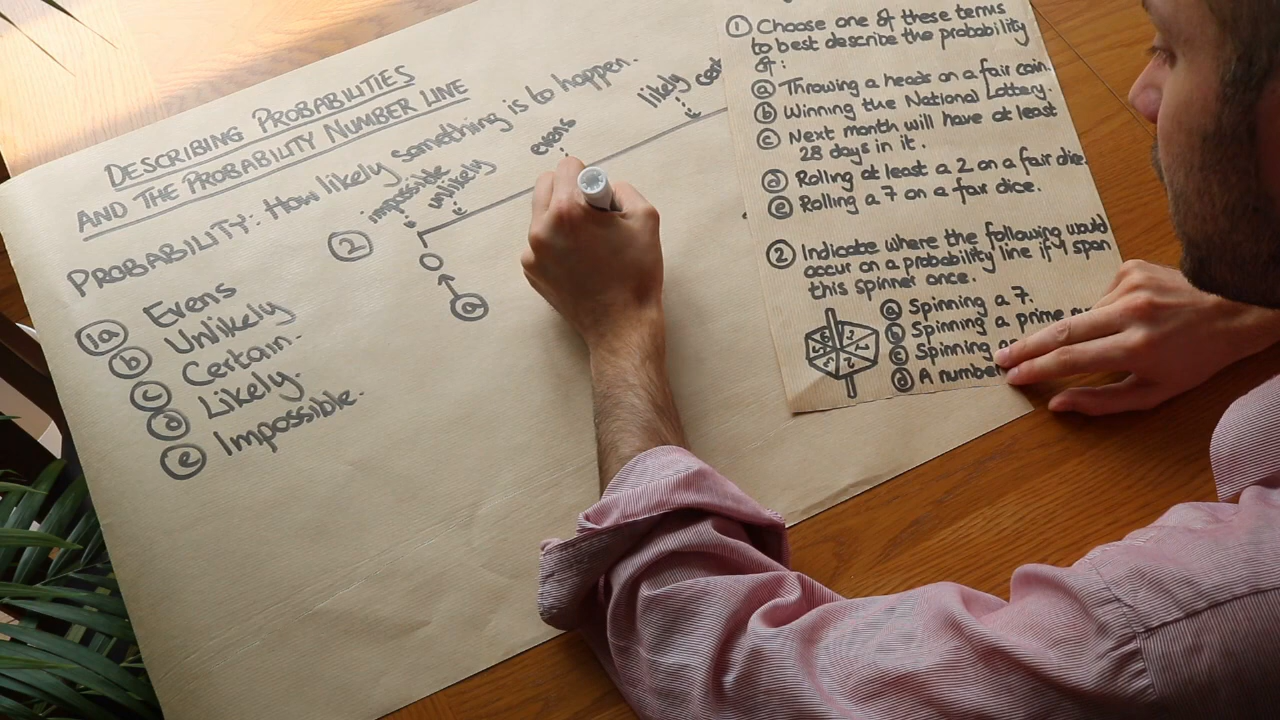 DESCRIBING PROBABILITIES
AND THE PROBABILITY NUMBER LINE
PROBABILITY: How likely something is to happen.
1a Evens
b Unlikely
c Certain.
d Likely.
e Impossible.
2
impossible
unlikely
evens
likely
0
a
1 Choose one of these terms
to best describe the probability
of:
a Throwing a head on a fair coin.
b Winning the National Lottery.
c Next month will have at least
28 days in it.
d Rolling at least a 2 on a fair dice.
e Rolling a 7 on a fair dice.
2 Indicate where the following would
occur on a probability line if I span
this spinner once.
a Spinning a 7.
b Spinning a prime
c Spinning
d A number